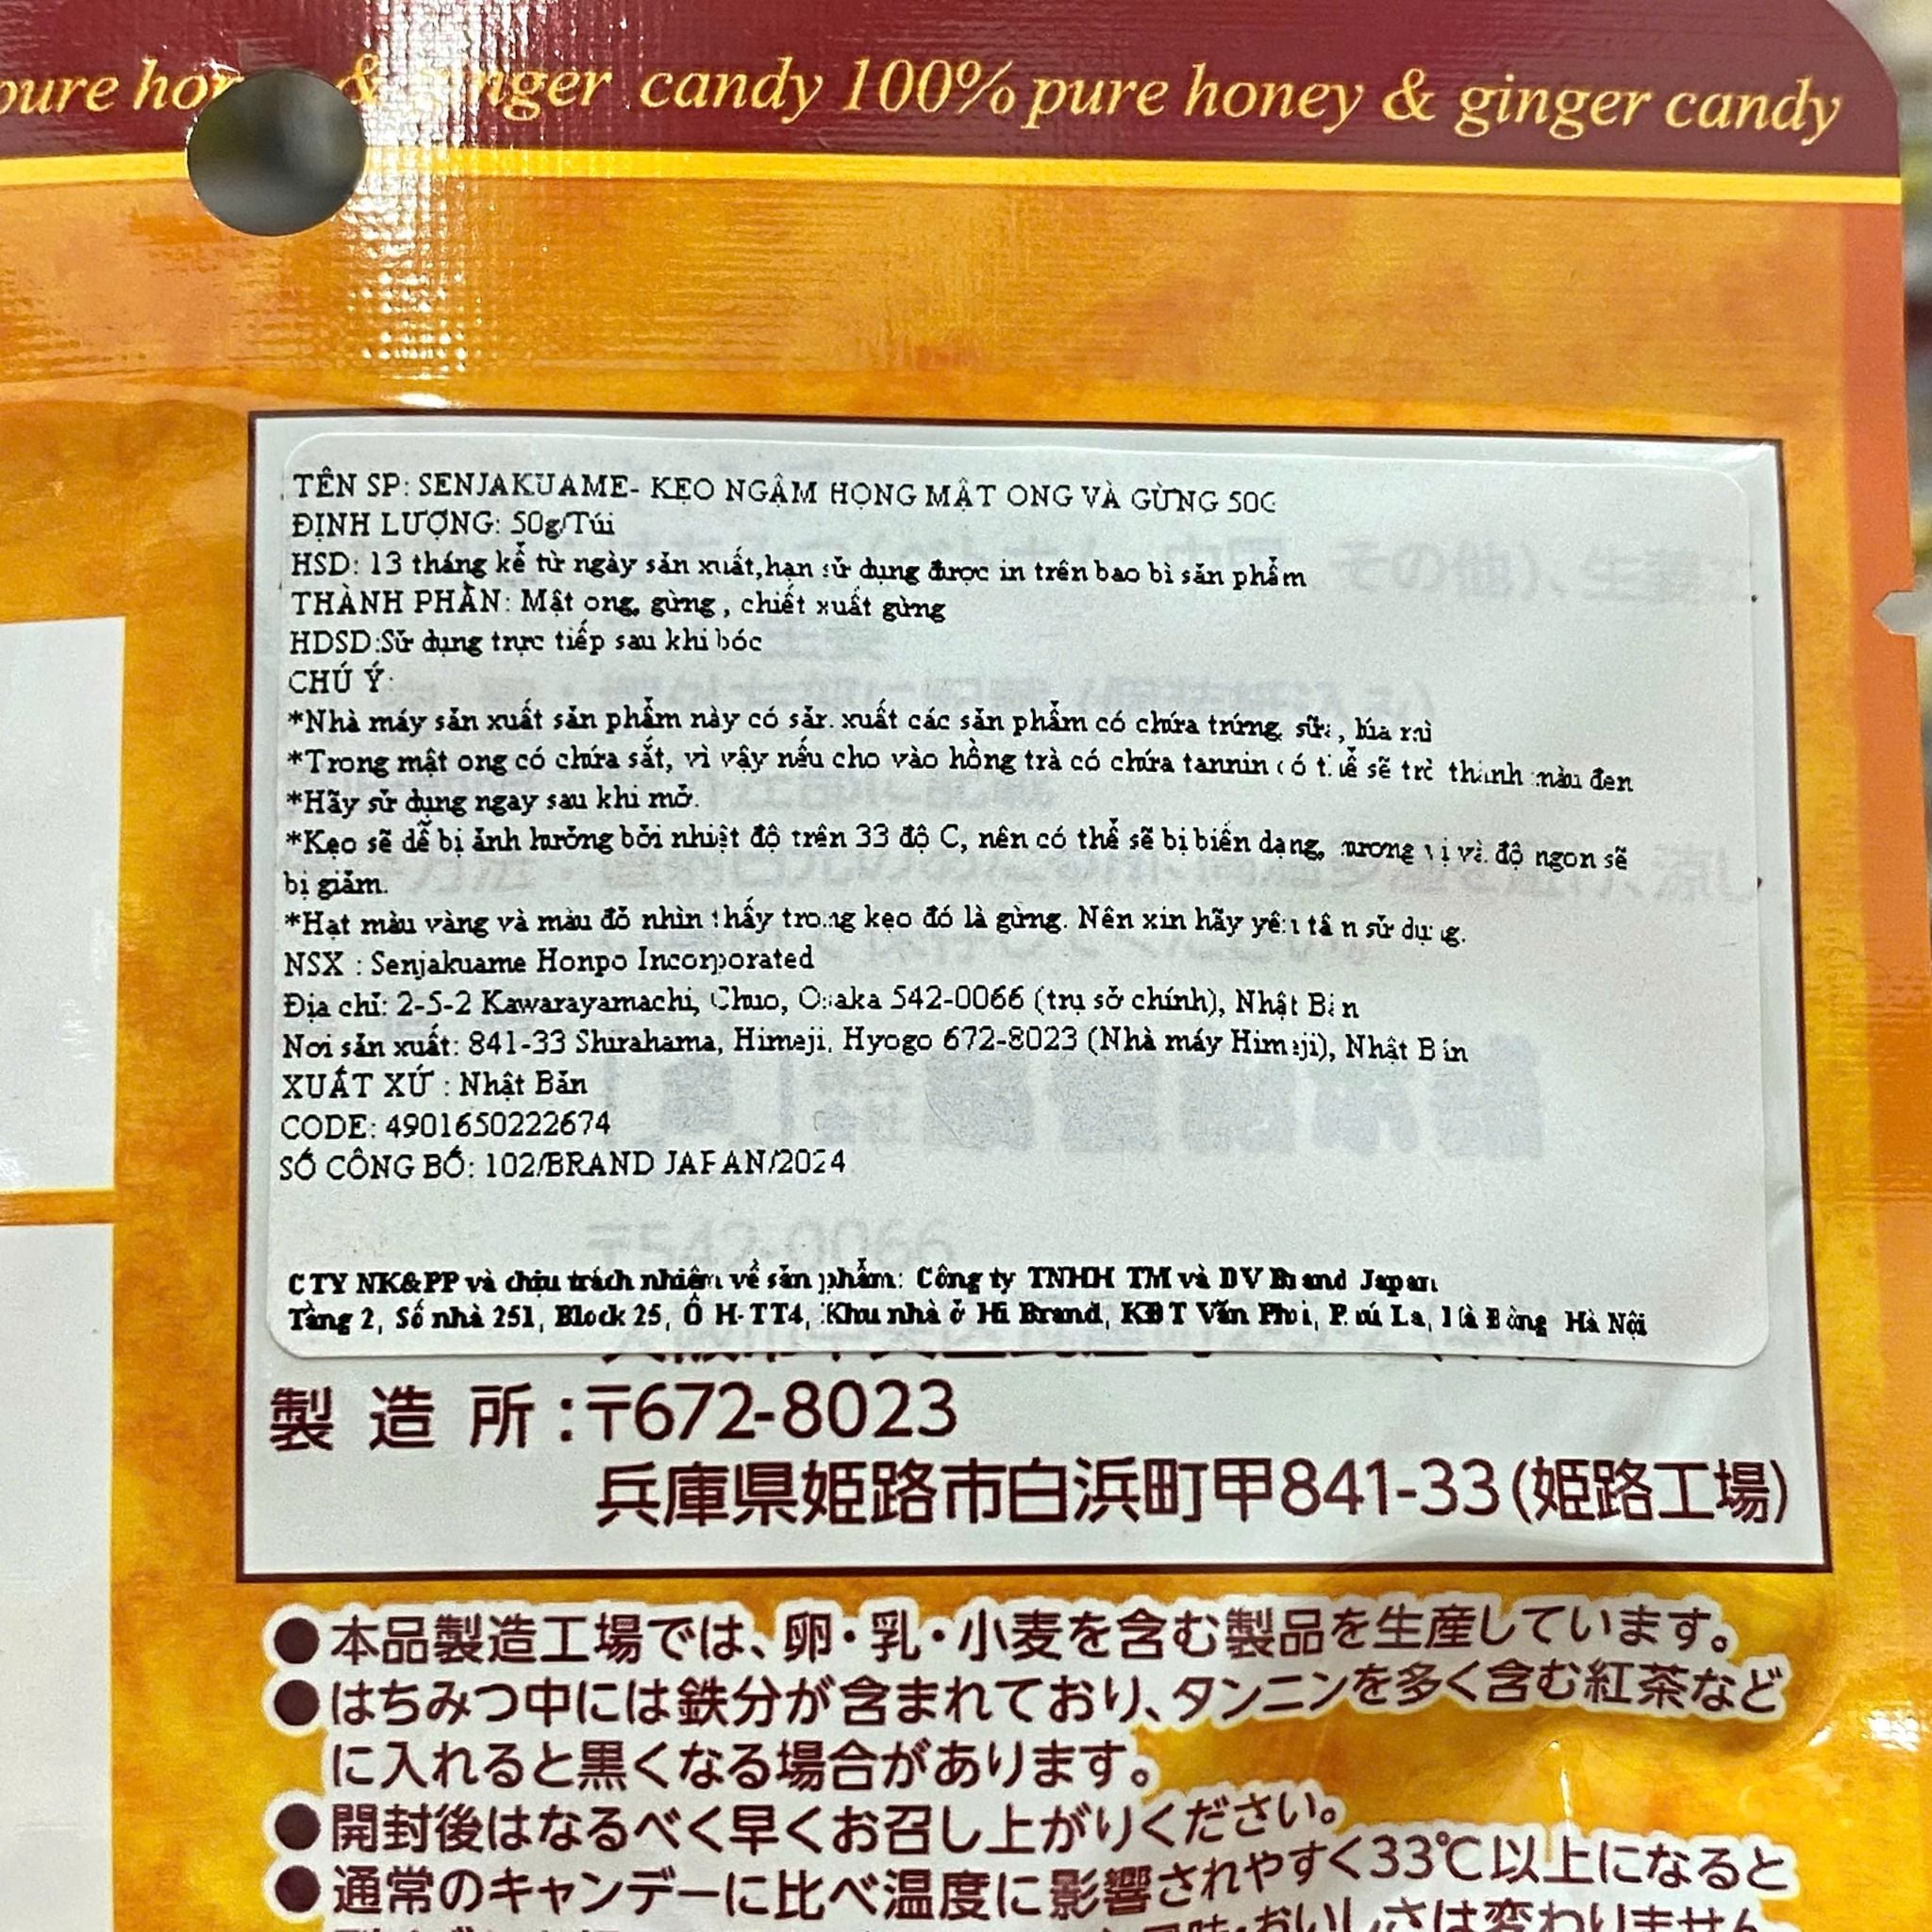 pure & ginger candy 100% pure honey & ginger candy
TÊN SP: SENJAKUAME- KẸO NGẬM HỌNG MẬT ONG VÀ GỪNG 50G
ĐỊNH LƯỢNG: 50g/Túi
HSD: 13 tháng kể từ ngày sản xuất,hạn sử dụng được in trên bao bì sản phẩm
THÀNH PHẦN: Mật ong, gừng , chiết xuất gừng
HDSD:Sử dụng trực tiếp sau khi bóc
CHÚ Ý:
*Nhà máy sản xuất sản phẩm này có sản xuất các sản phẩm có chứa trứng, sữa , lúa mì
*Trong mật ong có chứa sắt, vì vậy nếu cho vào hồng trà có chứa tannin có thể sẽ trở thành màu đen
*Hãy sử dụng ngay sau khi mở.
*Kẹo sẽ dễ bị ảnh hưởng bởi nhiệt độ trên 33 độ C, nên có thể sẽ bị biến dạng, hương vị và độ ngon sẽ
bị giảm.
*Hạt màu vàng và màu đỏ nhìn thấy trong kẹo đó là gừng. Nên xin hãy yên tâ n sử dụng.
NSX : Senjakuame Honpo Incorporated
Địa chỉ: 2-5-2 Kawarayamachi, Chuo, Osaka 542-0066 (trụ sở chính), Nhật Bản
Nơi sản xuất: 841-33 Shirahama, Himeji, Hyogo 672-8023 (Nhà máy Himeji), Nhật Bản
XUẤT XỨ : Nhật Bản
CODE: 4901650222674
SỐ CÔNG BỐ: 102/BRAND JAPAN/2024
〒542-0066
CTY NK&PP và chịu trách nhiệm về sản phẩm: Công ty TNHH TM và DV Brand Japan
Tầng 2, Số nhà 251, Block 25, Ô H-TT4, Khu nhà ở Hi Brand, KĐT Văn Phú, Phú La, Hà Đông Hà Nội
製造所:〒672-8023
兵庫県姫路市白浜町甲841-33(姫路工場)
●本品製造工場では、卵・乳・小麦を含む製品を生産しています。
●はちみつ中には鉄分が含まれており、タンニンを多く含む紅茶など
に入れると黒くなる場合があります。
●開封後はなるべく早くお召し上がりください。
●通常のキャンデーに比べ温度に影響されやすく33℃以上になると
おいしさは変わりません